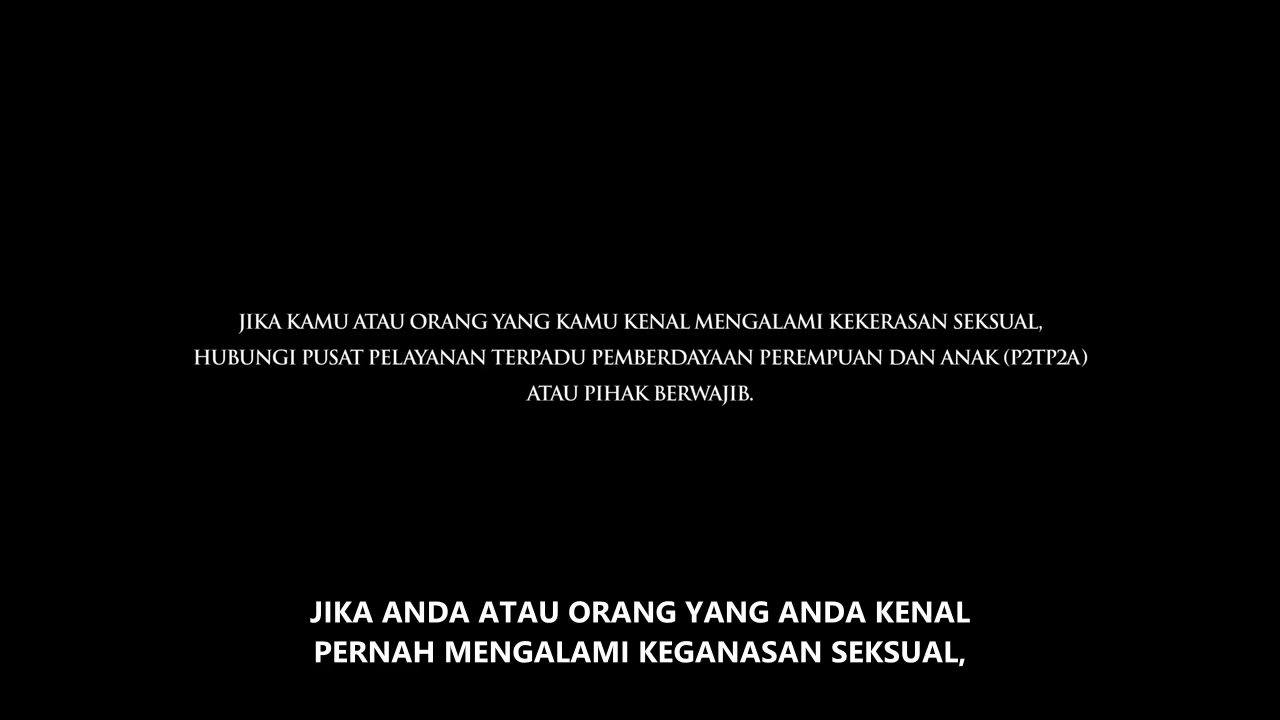 JIKA KAMU ATAU ORANG YANG KAMU KENAL MENGALAMI KEKERASAN SEKSUAL,
HUBUNGI PUSAT PELAYANAN TERPADU PEMBERDAYAAN PEREMPUAN DAN ANAK (P2TP2A)
ATAU PIHAK BERWAJIB.
JIKA ANDA ATAU ORANG YANG ANDA KENAL
PERNAH MENGALAMI KEGANASAN SEKSUAL,